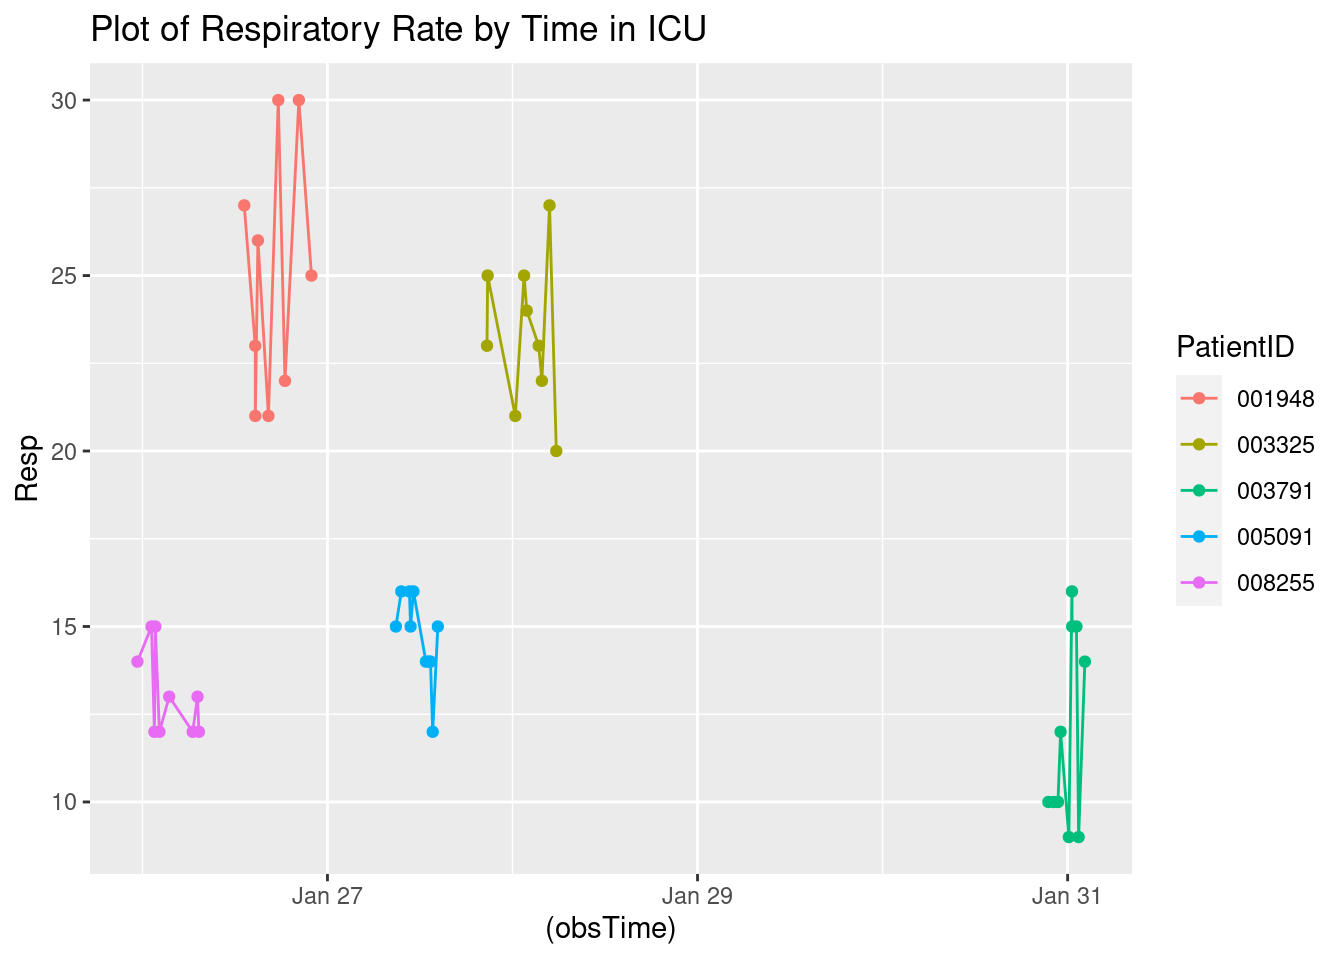 Plot of Respiratory Rate by Time in ICU
30
25
20
15
10
Resp
Jan 27
Jan 29
Jan 31
(obsTime)
PatientID
001948
003325
003791
005091
008255